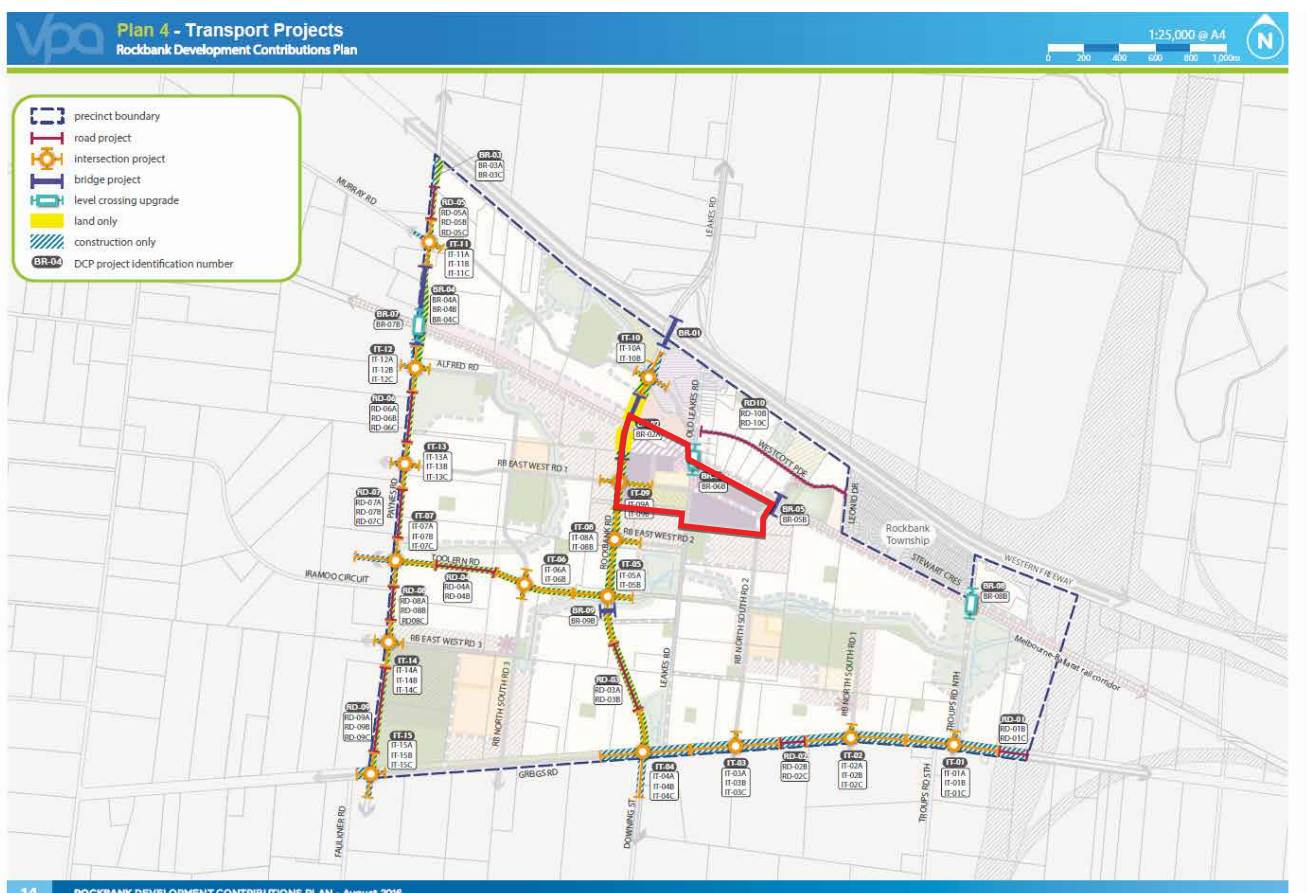 vpa
Plan 4 - Transport Projects
Rockbank Development Contributions Plan
1:25,000 @ A4
0 200 400 600 800 1,000m
N
precinct boundary
road project
intersection project
bridge project
level crossing upgrade
land only
construction only
BR-04 DCP project identification number
BR-03
BR-03A
BR-03C
MURRAY RD
RD-05
RD-05A
RD-05B
RD-05C
IT-11
IT-11A
IT-11B
IT-11C
LEAKES RD
BR-04
BR-04A
BR-04B
BR-04C
BR-07
BR-07B
BR-01
IT-10
IT-10A
IT-10B
IT-12
IT-12A
IT-12B
IT-12C
ALFRED RD
OLD LEAKES RD
RD-06
RD-06A
RD-06B
RD-06C
RD10
RD-10B
RD-10C
BR-02A
WESTCOTT PDE
IT-13
IT-13A
IT-13B
IT-13C
RB EAST WEST RD 1
BR-06B
PAYNES RD
RD-07
RD-07A
RD-07B
RD-07C
IT-09
IT-09A
IT-09B
BR-05
BR-05B
LEONID DR
IT-07
IT-07A
IT-07B
IT-07C
IT-08
IT-08A
IT-08B
ROCKBANK RD
RB EAST WEST RD 2
Rockbank
Township
TOOLERN RD
IT-06
IT-06A
IT-06B
IT-05
IT-05A
IT-05B
STEWART CRES
WESTERN FREEWAY
IRAMOO CIRCUIT
RD-04
RD-04A
RD-04B
BR-08
BR-08B
RD-08
RD-08A
RD-08B
RD08C
BR-09
BR-09B
RB NORTH SOUTH RD 2
RB EAST WEST RD 3
LEAKES RD
RB NORTH SOUTH RD 1
Melbourne-Ballarat rail corridor
IT-14
IT-14A
IT-14B
IT-14C
RB NORTH SOUTH RD 3
RD-03
RD-03A
RD-03B
TROUPS RD NTH
RD-09
RD-09A
RD-09B
RD-09C
IT-15
IT-15A
IT-15B
IT-15C
RD-01
RD-01B
RD-01C
GREIGS RD
IT-04
IT-04A
IT-04B
IT-04C
IT-03
IT-03A
IT-03B
IT-03C
RD-02
RD-02B
RD-02C
IT-02
IT-02A
IT-02B
IT-02C
IT-01
IT-01A
IT-01B
IT-01C
FAULKNER RD
DOWNING ST
TROUPS RD STH
14 ROCKBANK DEVELOPMENT CONTRIBUTIONS PLAN - August 2016